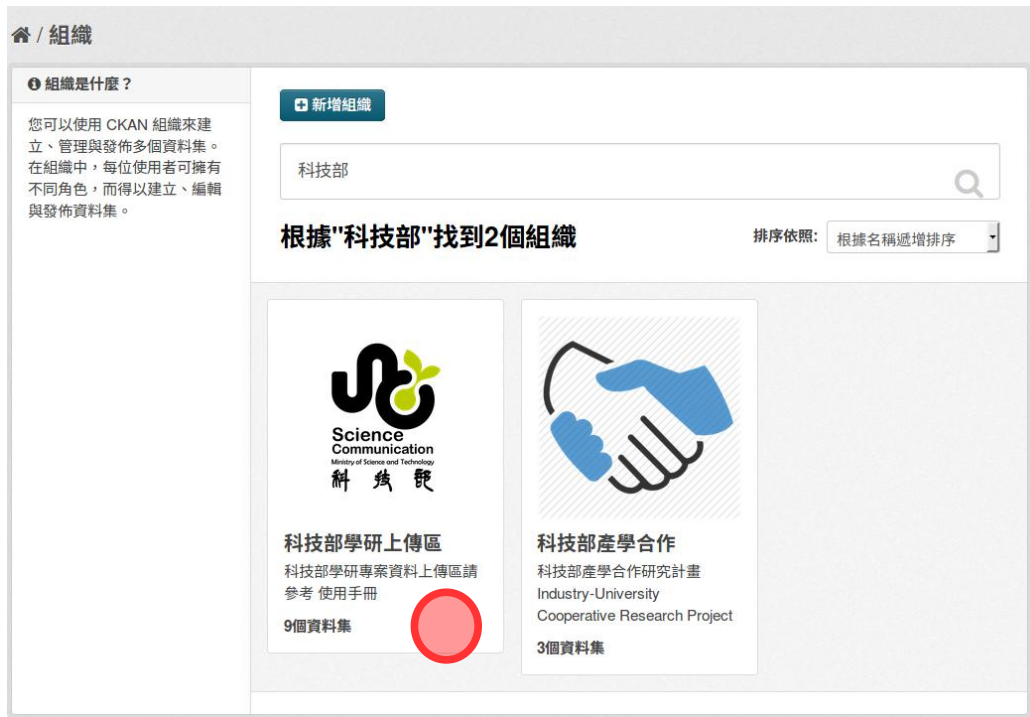 / 組織
組織是什麼？
您可以使用 CKAN 組織來建
立、管理與發佈多個資料集。
在組織中，每位使用者可擁有
不同角色，而得以建立、編輯
與發佈資料集。
新增組織
科技部
根據"科技部"找到2個組織
排序依照:
根據名稱遞增排序
Science
Communication
Ministry of Science and Technology
科技部
科技部學研上傳區
科技部學研專案資料上傳區請
參考 使用手冊
9個資料集
科技部產學合作
科技部產學合作研究計畫
Industry-University
Cooperative Research Project
3個資料集